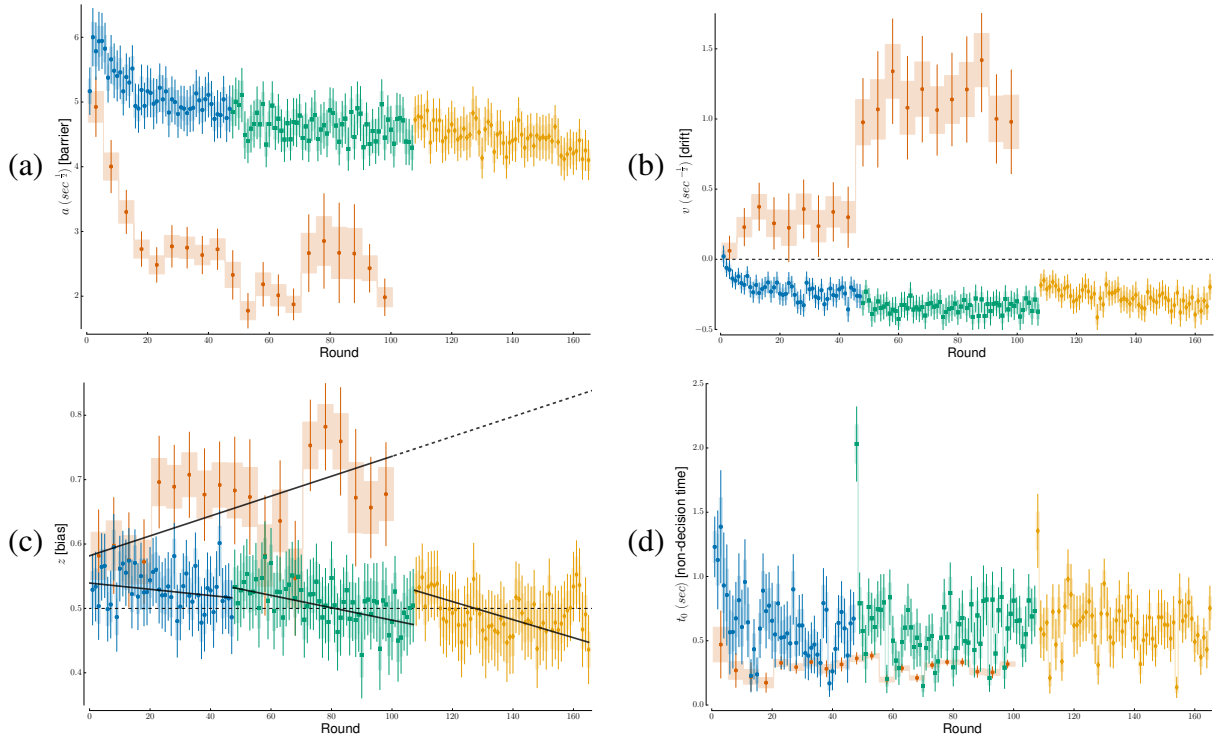 (a)
a (sec^{1/2}) [barrier]
6
5
4
3
2
0 20 40 60 80 100 120 140 160
Round
(b)
v (sec^{-1/2}) [drift]
1.5
1.0
0.5
0.0
−0.5
0 20 40 60 80 100 120 140 160
Round
(c)
z [bias]
0.8
0.7
0.6
0.5
0.4
0 20 40 60 80 100 120 140 160
Round
(d)
t₀ (sec) [non-decision time]
2.5
2.0
1.5
1.0
0.5
0.0
0 20 40 60 80 100 120 140 160
Round